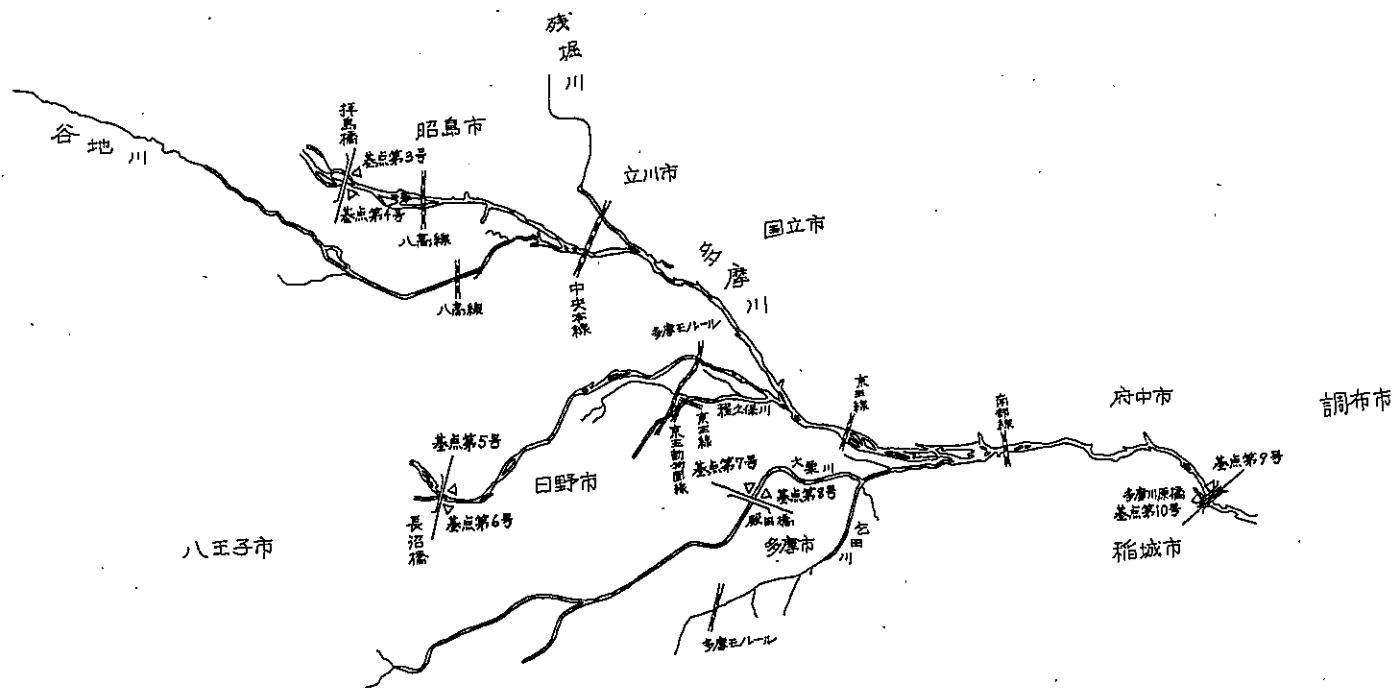 残堀川
谷地川
拝島橋
昭島市
基点第3号
基点第4号
八高線
八高線
立川市
国立市
多摩川
中央本線
多摩モノレール
程久保川
京王線
京王動物園線
京王線
南部線
府中市
調布市
基点第5号
基点第6号
長沼橋
日野市
八王子市
基点第7号
基点第8号
大栗川
多摩市
乞田川
多摩モノレール
基点第9号
多摩川原橋
基点第10号
稲城市